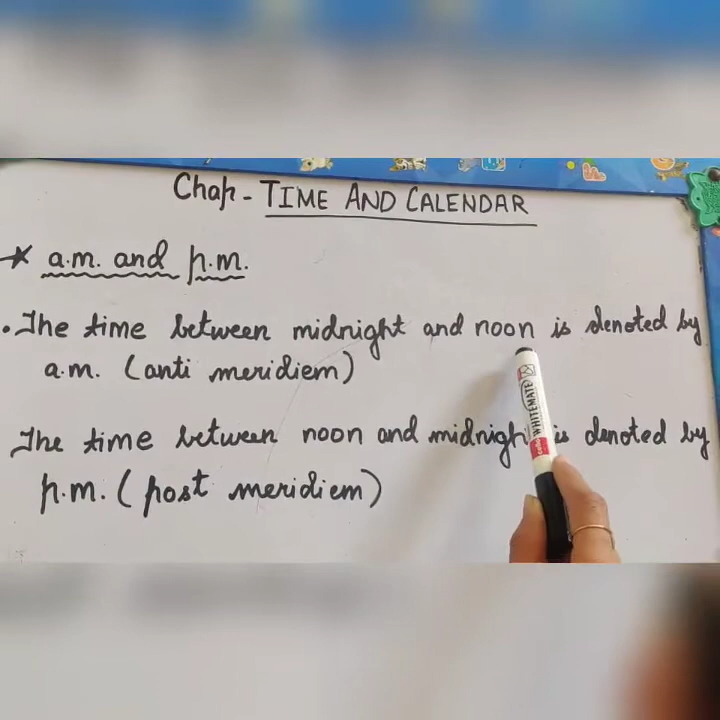 Chap - TIME AND CALENDAR
a.m. and p.m.
. The time between midnight and noon is denoted by
a.m. (anti meridiem)
The time between noon and midnight is denoted by
p.m. (post meridiem)
WHITEMATE